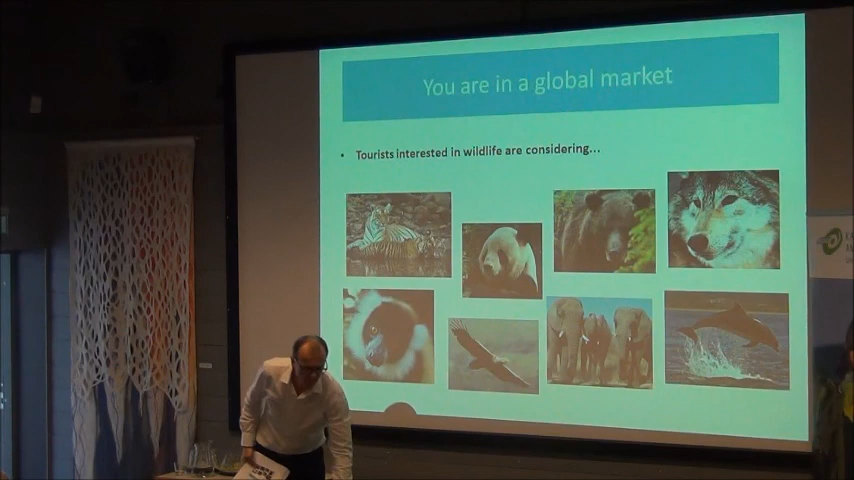 You are in a global market
• Tourists interested in wildlife are considering...